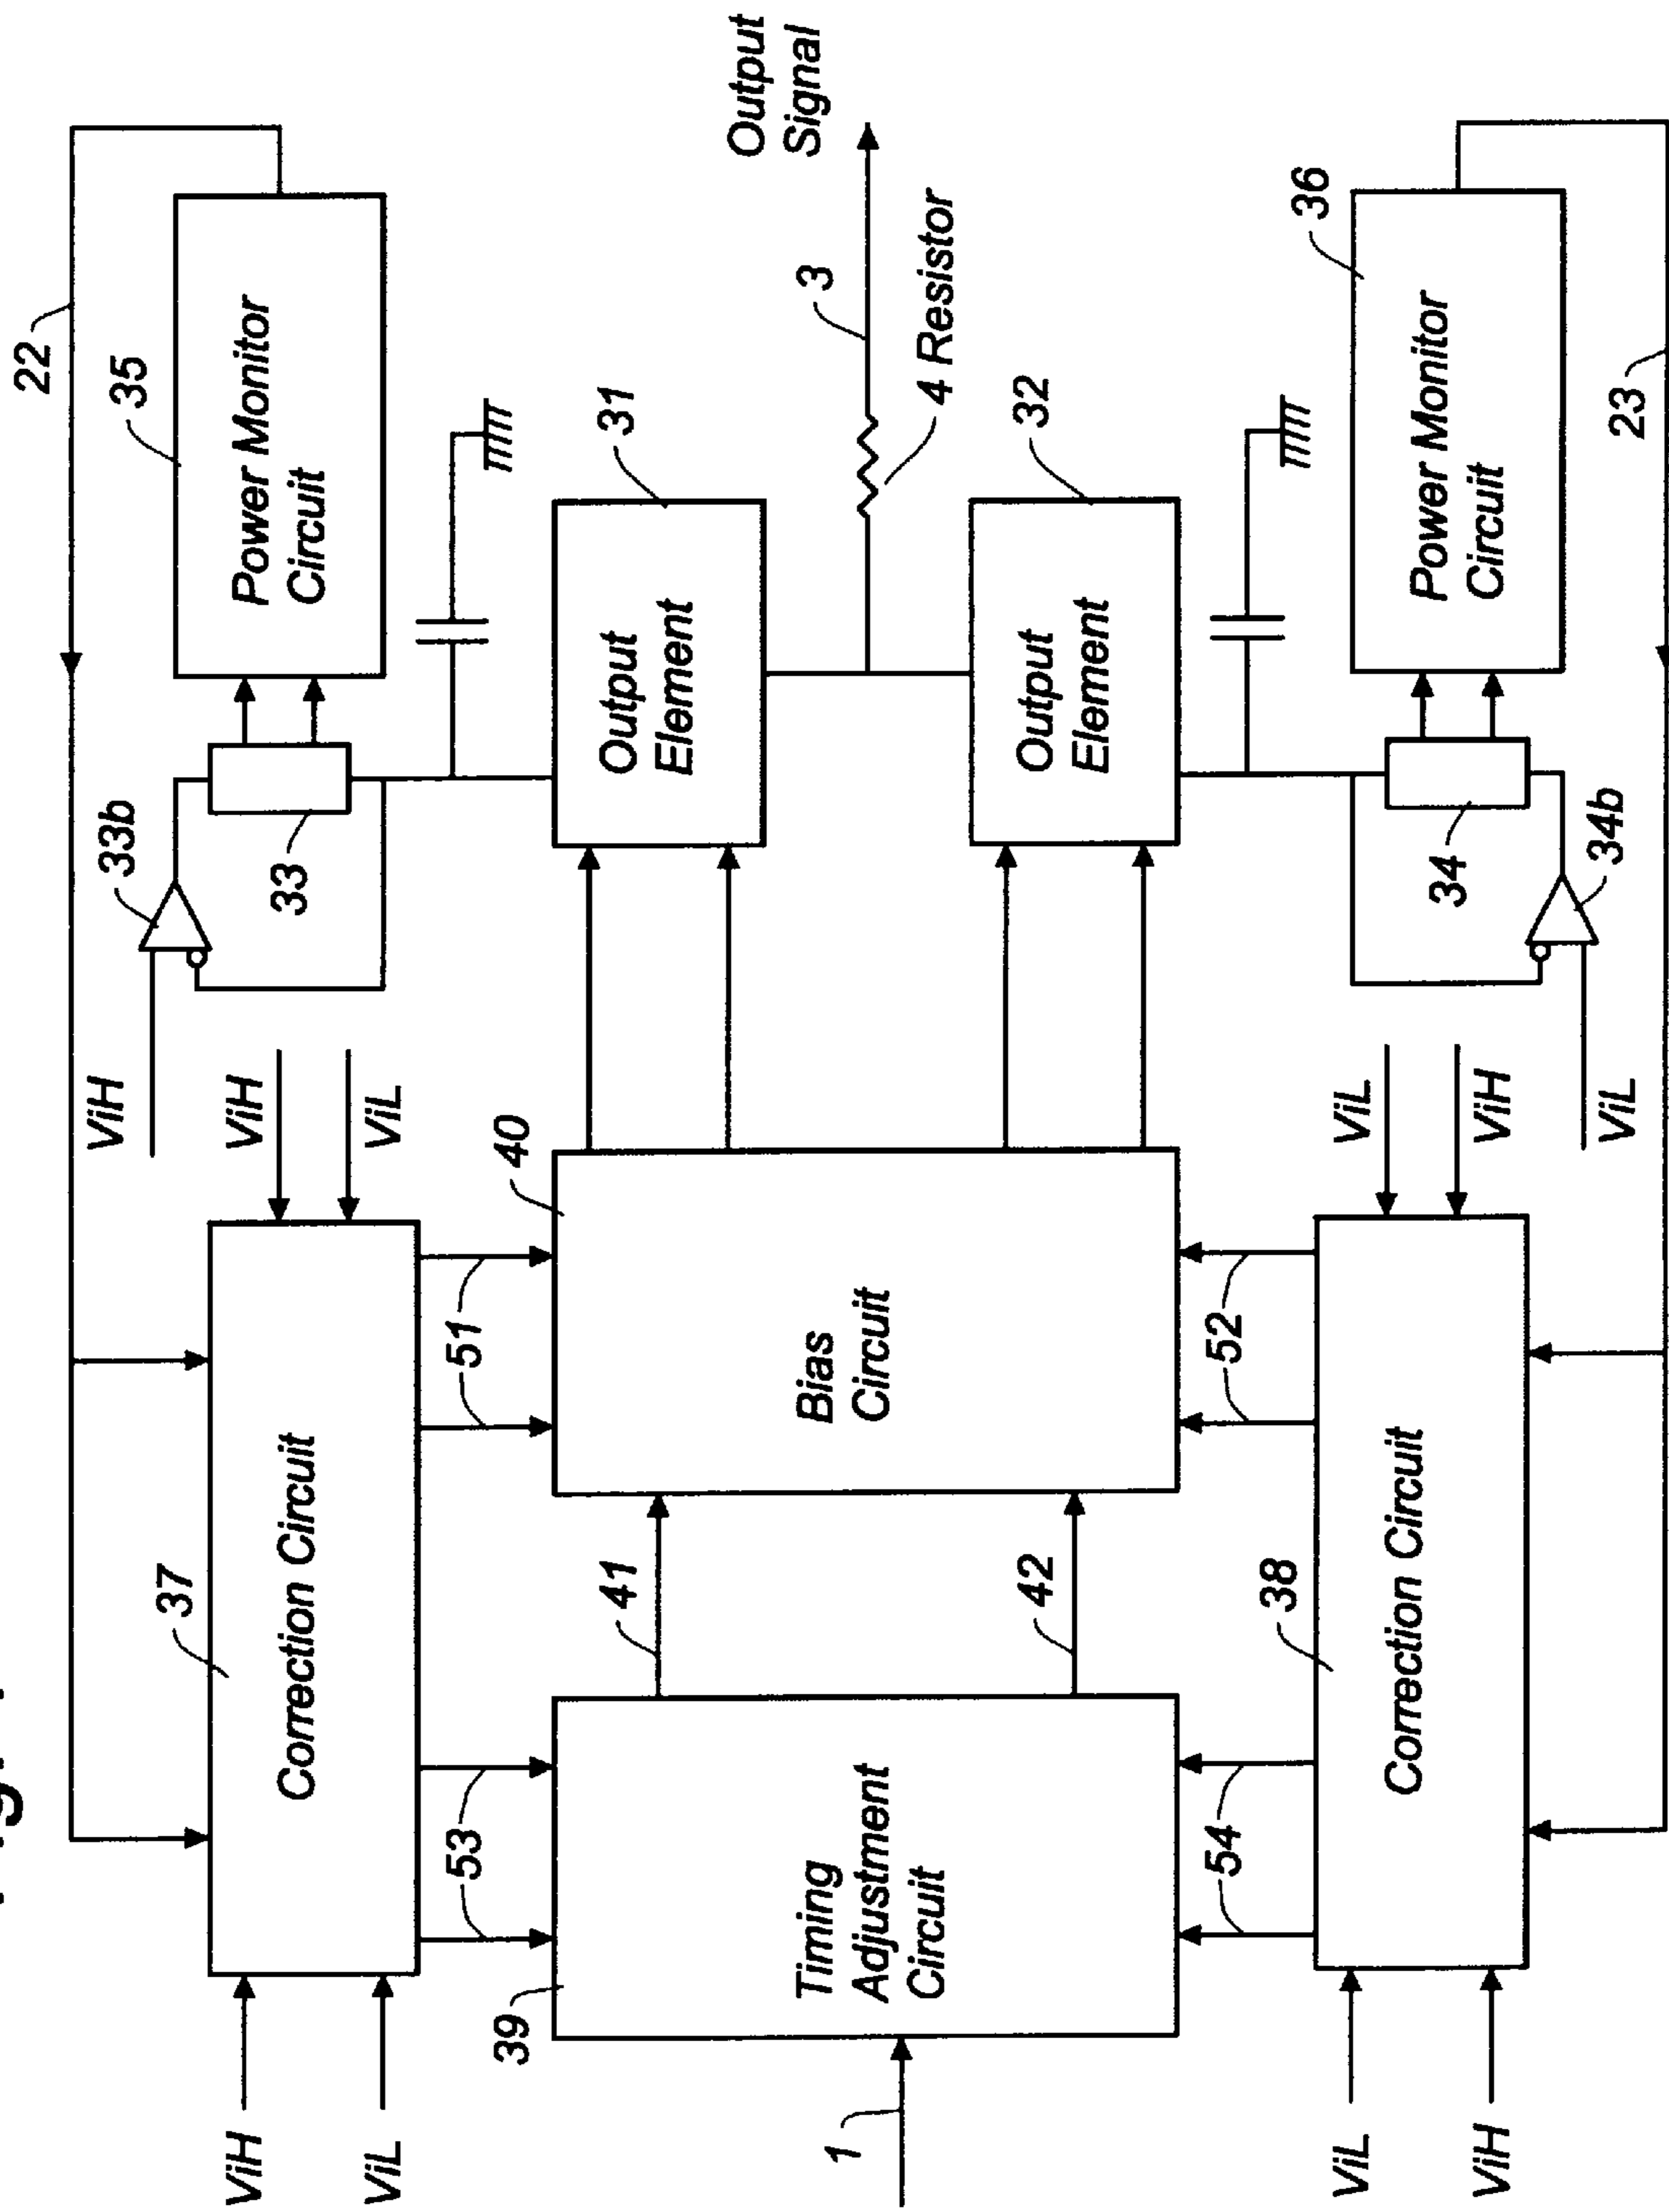 22
35
Power Monitor
Circuit
33b
33
ViH
ViH
ViL
37
Correction Circuit
ViH
ViL
51
53
31
Output
Element
40
Bias
Circuit
41
42
39
Timing
Adjustment
Circuit
1
Output
Signal
3
4 Resistor
32
Output
Element
52
54
36
Power Monitor
Circuit
34
34b
ViL
ViH
ViL
38
Correction Circuit
ViL
ViH
23